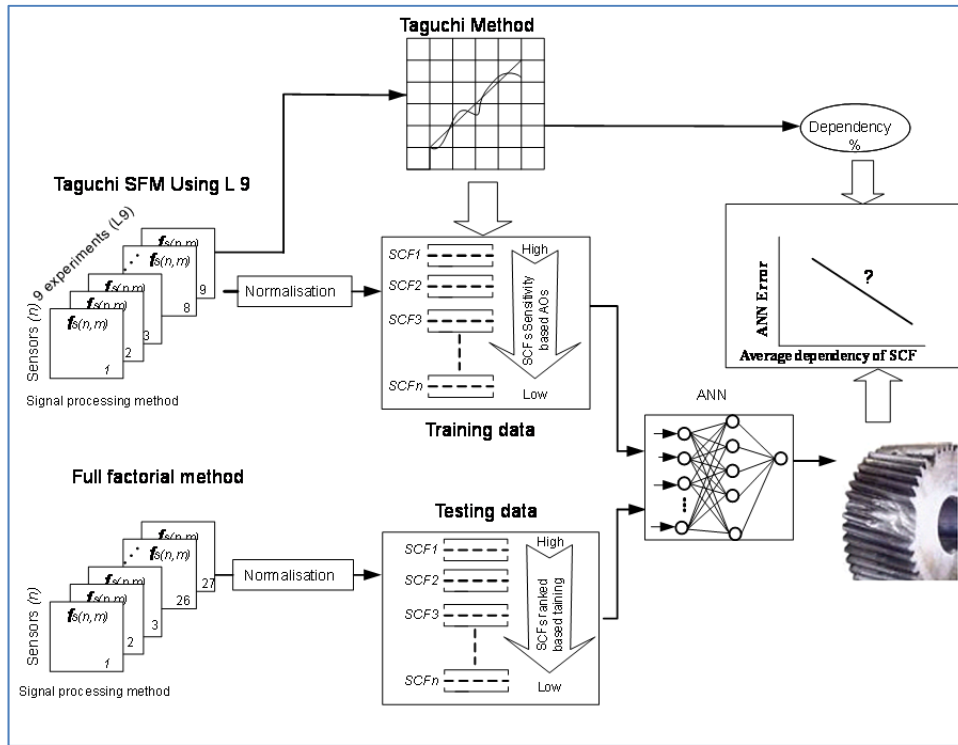 Taguchi Method
Dependency
%
Taguchi SFM Using L 9
9 experiments (L9)
Sensors (n)
fs(n,m)
fs(n,m)
fs(n,m)
fs(n,m)
fs(n,m)
1
2
3
8
9
Signal processing method
Normalisation
SCF1
SCF2
SCF3
SCFn
High
SCFs Sensitivity
based AOs
Low
Training data
ANN Error
?
Average dependency of SCF
ANN
Full factorial method
Sensors (n)
fs(n,m)
fs(n,m)
fs(n,m)
fs(n,m)
fs(n,m)
1
2
3
26
27
Signal processing method
Normalisation
Testing data
SCF1
SCF2
SCF3
SCFn
High
SCFs ranked
based taining
Low